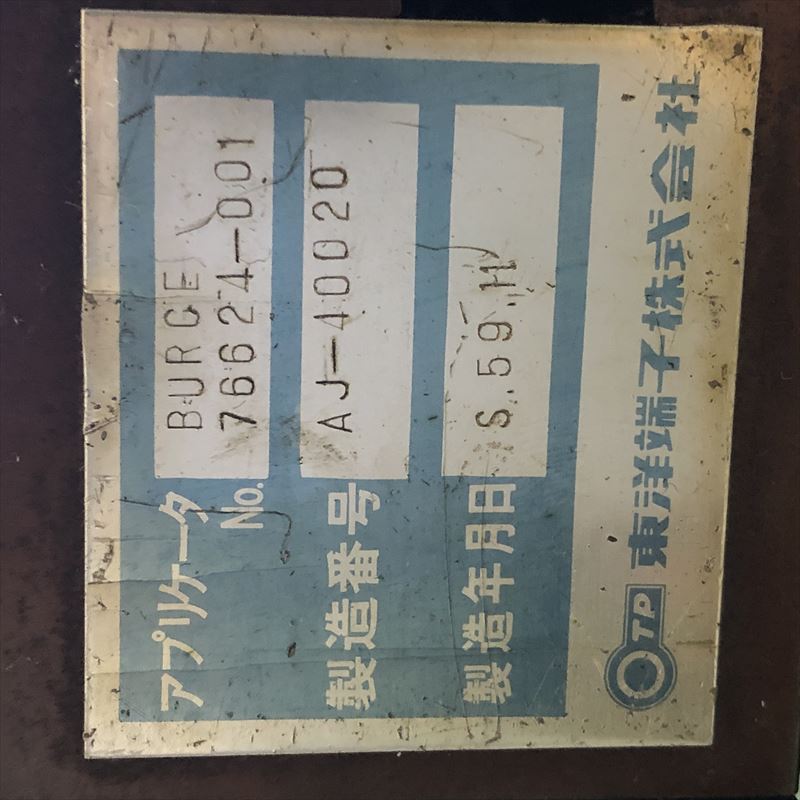 アプリケータ BURCE
No. 76624-001
製造番号 AJ-40020
製造年月日 S.59.11
OTP 東洋端子株式会社